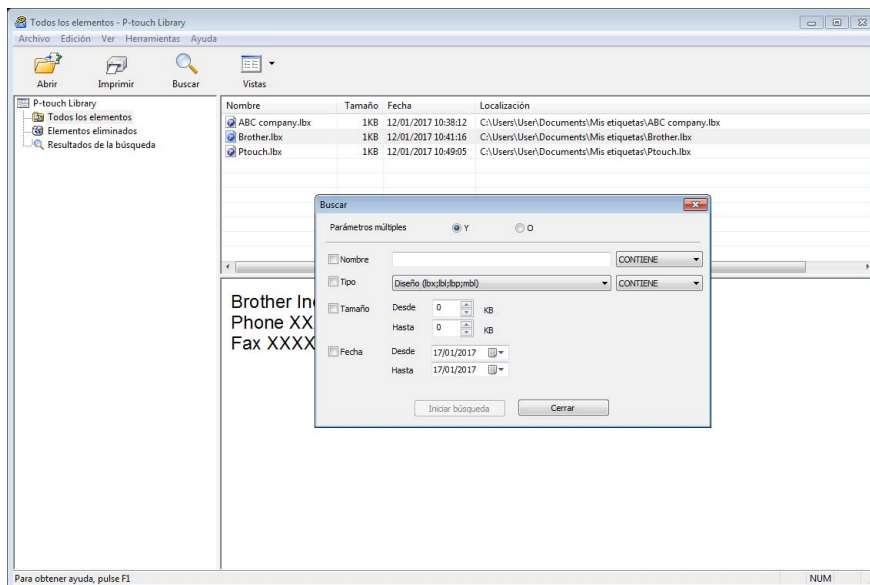 Todos los elementos - P-touch Library
Archivo Edición Ver Herramientas Ayuda
Abrir Imprimir Buscar Vistas
P-touch Library
Todos los elementos
Elementos eliminados
Resultados de la búsqueda
Nombre Tamaño Fecha Localización
ABC company.lbx 1KB 12/01/2017 10:38:12 C:\Users\User\Documents\Mis etiquetas\ABC company.lbx
Brother.lbx 1KB 12/01/2017 10:41:16 C:\Users\User\Documents\Mis etiquetas\Brother.lbx
Ptouch.lbx 1KB 12/01/2017 10:49:05 C:\Users\User\Documents\Mis etiquetas\Ptouch.lbx
Brother In
Phone XX
Fax XXXX
Buscar
Parámetros múltiples Y O
Nombre CONTIENE
Tipo Diseño (lbx;lbl;lbp;mbl) CONTIENE
Tamaño Desde 0 KB
Hasta 0 KB
Fecha Desde 17/01/2017
Hasta 17/01/2017
Iniciar búsqueda Cerrar
Para obtener ayuda, pulse F1 NUM